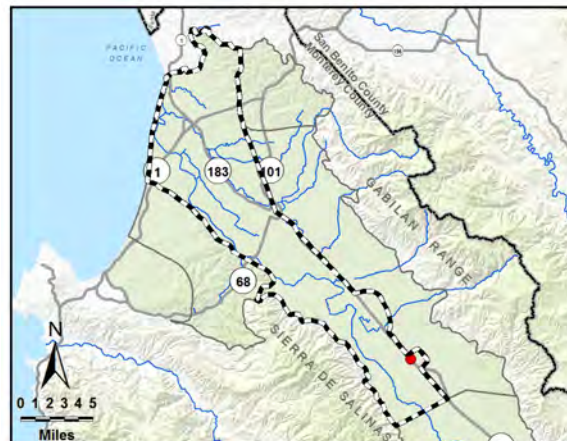 PACIFIC
OCEAN
1
San Benito County
Monterey County
183
101
1
GABILAN RANGE
68
SIERRA DE SALINAS
N
0 1 2 3 4 5
Miles